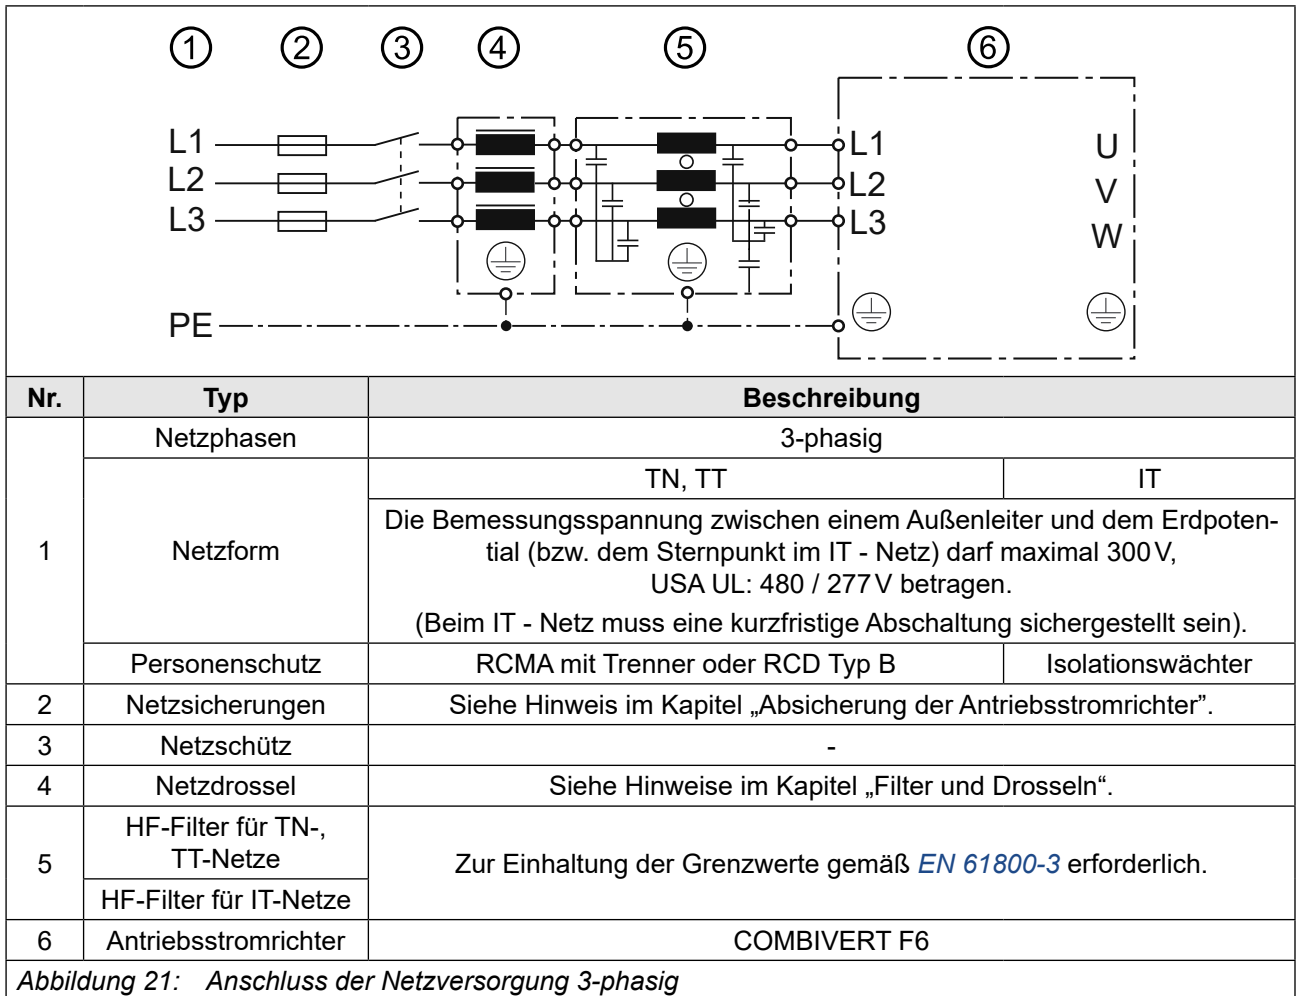 1 2 3 4 5 6
L1 L1 U
L2 L2 V
L3 L3 W
PE
Nr. Typ Beschreibung
1 Netzphasen 3-phasig
Netzform TN, TT IT
Die Bemessungsspannung zwischen einem Außenleiter und dem Erdpoten-
tial (bzw. dem Sternpunkt im IT - Netz) darf maximal 300 V,
USA UL: 480 / 277 V betragen.
(Beim IT - Netz muss eine kurzfristige Abschaltung sichergestellt sein).
Personenschutz RCMA mit Trenner oder RCD Typ B Isolationswächter
2 Netzsicherungen Siehe Hinweis im Kapitel „Absicherung der Antriebsstromrichter”.
3 Netzschütz -
4 Netzdrossel Siehe Hinweise im Kapitel „Filter und Drosseln“.
5 HF-Filter für TN-,
TT-Netze
Zur Einhaltung der Grenzwerte gemäß EN 61800-3 erforderlich.
HF-Filter für IT-Netze
6 Antriebsstromrichter COMBIVERT F6
Abbildung 21: Anschluss der Netzversorgung 3-phasig